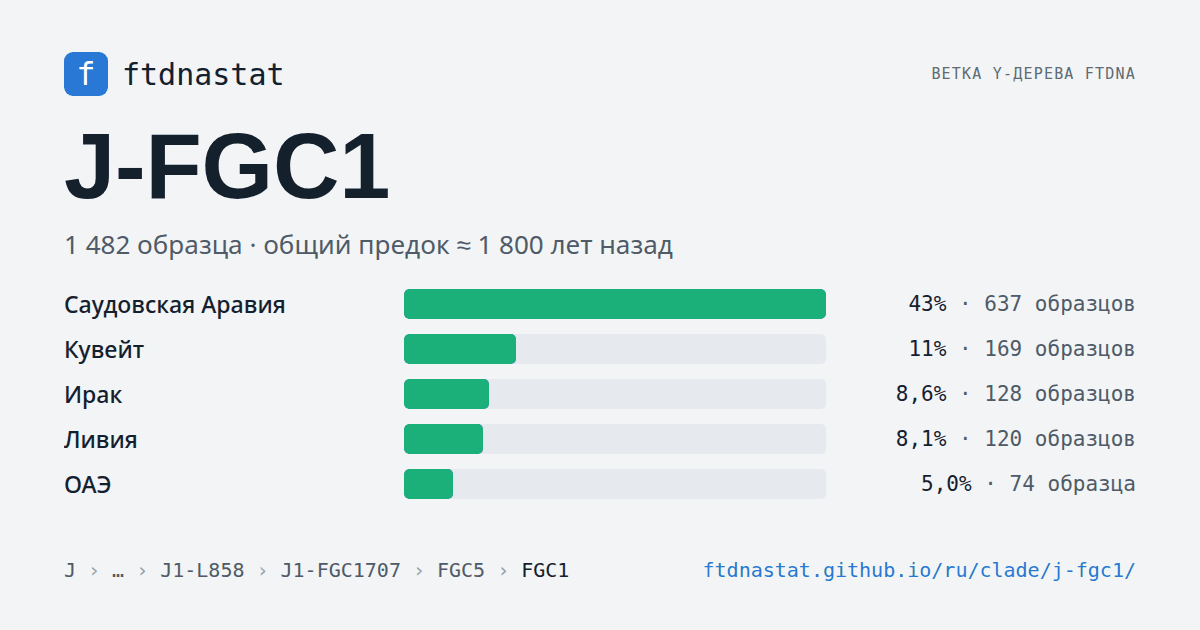 f ftdnastat
ВЕТКА Y-ДЕРЕВА FTDNA
J-FGC1
1 482 образца · общий предок ≈ 1 800 лет назад
Саудовская Аравия 43% · 637 образцов
Кувейт 11% · 169 образцов
Ирак 8,6% · 128 образцов
Ливия 8,1% · 120 образцов
ОАЭ 5,0% · 74 образца
J › … › J1-L858 › J1-FGC1707 › FGC5 › FGC1
ftdnastat.github.io/ru/clade/j-fgc1/